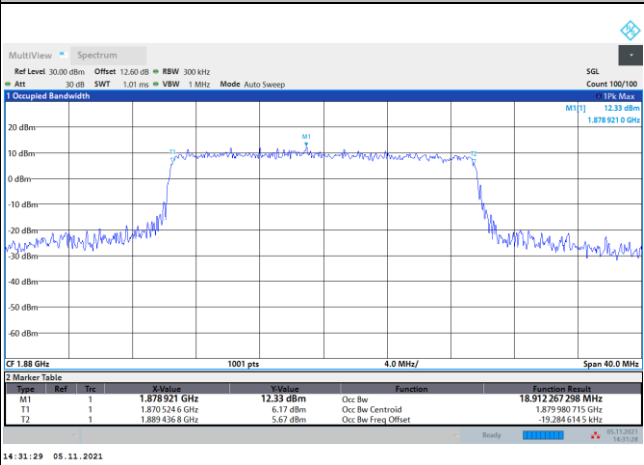 MultiView Spectrum
Ref Level 30.00 dBm Offset 12.60 dB RBW 300 kHz SGL
Att 30 dB SWT 1.01 ms VBW 1 MHz Mode Auto Sweep Count 100/100
1 Occupied Bandwidth 1Pk Max
M1[1] 12.33 dBm
1.878 921 0 GHz
20 dBm
M1
10 dBm
T1
T2
0 dBm
-10 dBm
-20 dBm
-30 dBm
-40 dBm
-50 dBm
-60 dBm
CF 1.88 GHz 1001 pts 4.0 MHz/ Span 40.0 MHz
2 Marker Table
Type Ref Trc X-Value Y-Value Function Function Result
M1 1 1.878 921 GHz 12.33 dBm Occ Bw 18.912 267 298 MHz
T1 1 1.870 524 6 GHz 6.17 dBm Occ Bw Centroid 1.879 980 715 GHz
T2 1 1.889 436 8 GHz 5.67 dBm Occ Bw Freq Offset -19.284 614 5 kHz
Ready 05.11.2021
14:31:28
14:31:29 05.11.2021